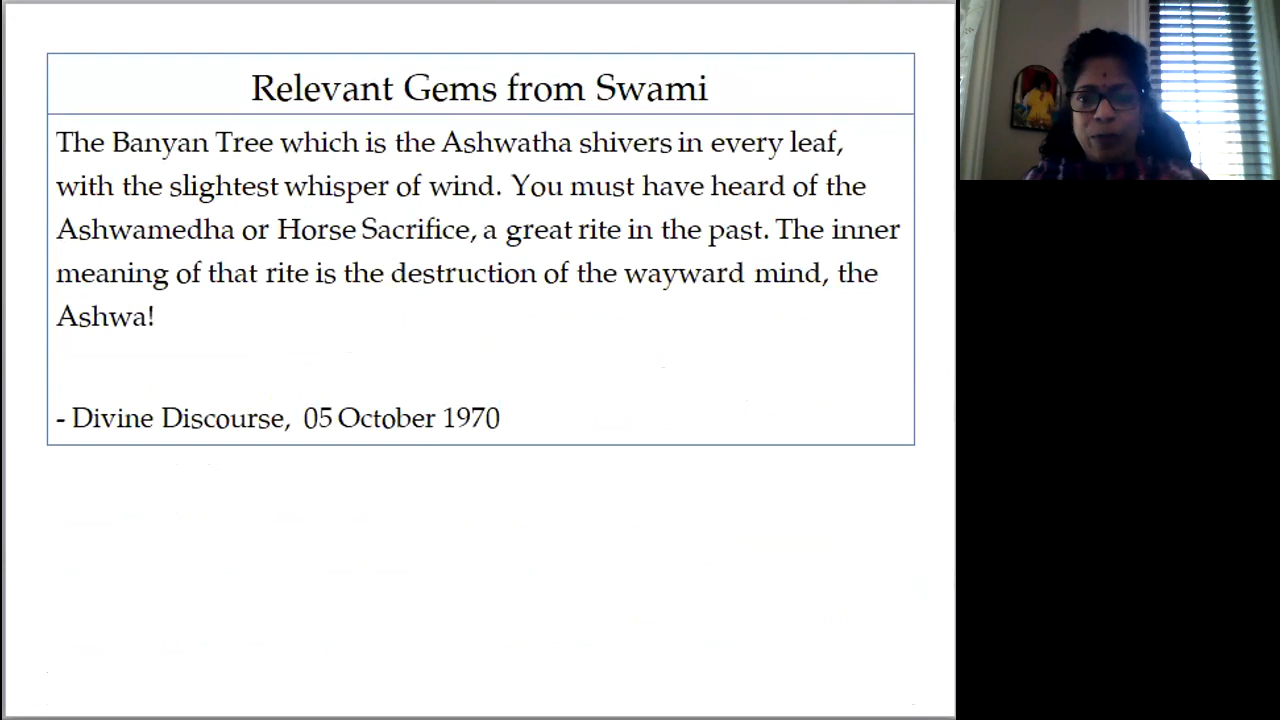 Relevant Gems from Swami
The Banyan Tree which is the Ashwatha shivers in every leaf,
with the slightest whisper of wind. You must have heard of the
Ashwamedha or Horse Sacrifice, a great rite in the past. The inner
meaning of that rite is the destruction of the wayward mind, the
Ashwa!
- Divine Discourse, 05 October 1970